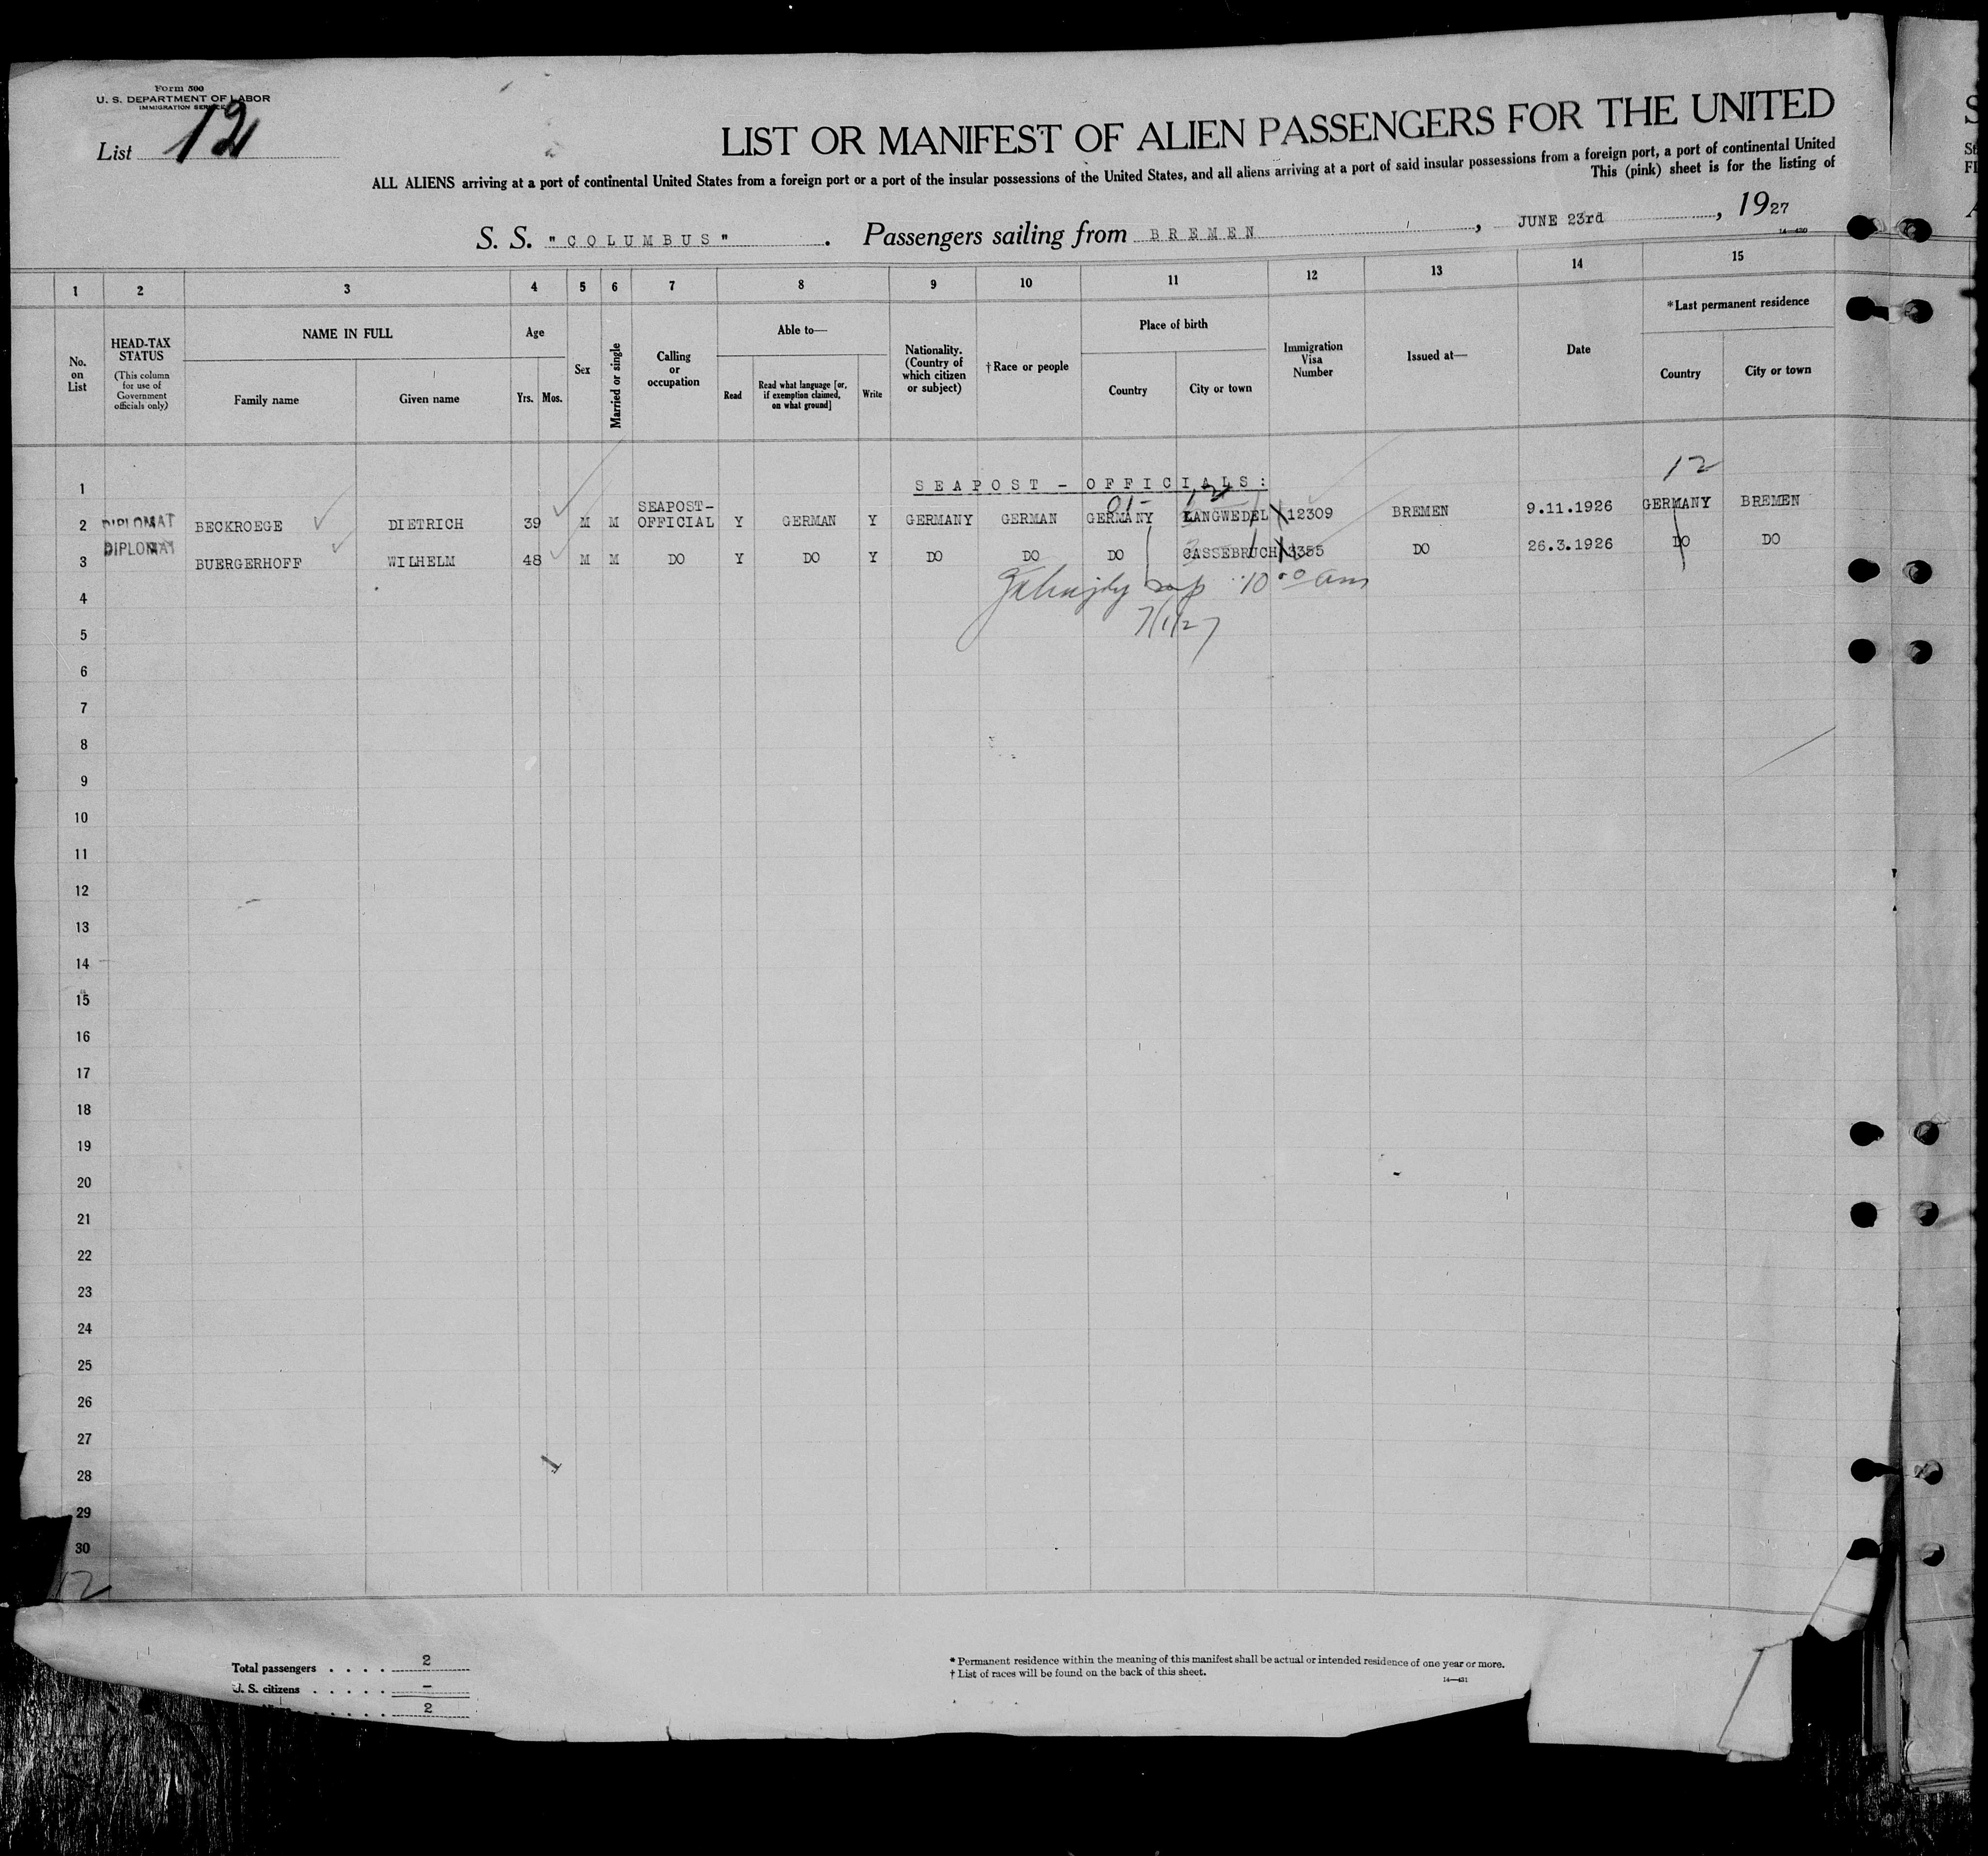 Form 500
U. S. DEPARTMENT OF LABOR
IMMIGRATION SERVICE
List 12
LIST OR MANIFEST OF ALIEN PASSENGERS FOR THE UNITED
ALL ALIENS arriving at a port of continental United States from a foreign port or a port of the insular possessions of the United States, and all aliens arriving at a port of said insular possessions from a foreign port, a port of continental United
This (pink) sheet is for the listing of
S. S. "COLUMBUS". Passengers sailing from BREMEN, JUNE 23rd, 1927
14—430
1 2 3 4 5 6 7 8 9 10 11 12 13 14 15
No. on List
HEAD-TAX STATUS
(This column for use of Government officials only)
NAME IN FULL
Family name Given name
Age
Yrs. Mos.
Sex
Married or single
Calling or occupation
Able to—
Read
Read what language [or, if exemption claimed, on what ground]
Write
Nationality. (Country of which citizen or subject)
†Race or people
Place of birth
Country City or town
Immigration Visa Number
Issued at—
Date
*Last permanent residence
Country City or town
12
1 SEAPOST - OFFICIALS:
2 DIPLOMAT BECKROEGE DIETRICH 39 M M SEAPOST-OFFICIAL Y GERMAN Y GERMANY GERMAN GERMANY LANGWEDEL 12309 BREMEN 9.11.1926 GERMANY BREMEN
3 DIPLOMAT BUERGERHOFF WILHELM 48 M M DO Y DO Y DO DO DO CASSEBRUCH 3355 DO 26.3.1926 DO DO
4 10 00 am
5 7/1/27
6
7
8
9
10
11
12
13
14
15
16
17
18
19
20
21
22
23
24
25
26
27
28
29
30
12
Total passengers . . . . 2
U. S. citizens . . . . . —
. . . . . 2
* Permanent residence within the meaning of this manifest shall be actual or intended residence of one year or more.
† List of races will be found on the back of this sheet.
14—431